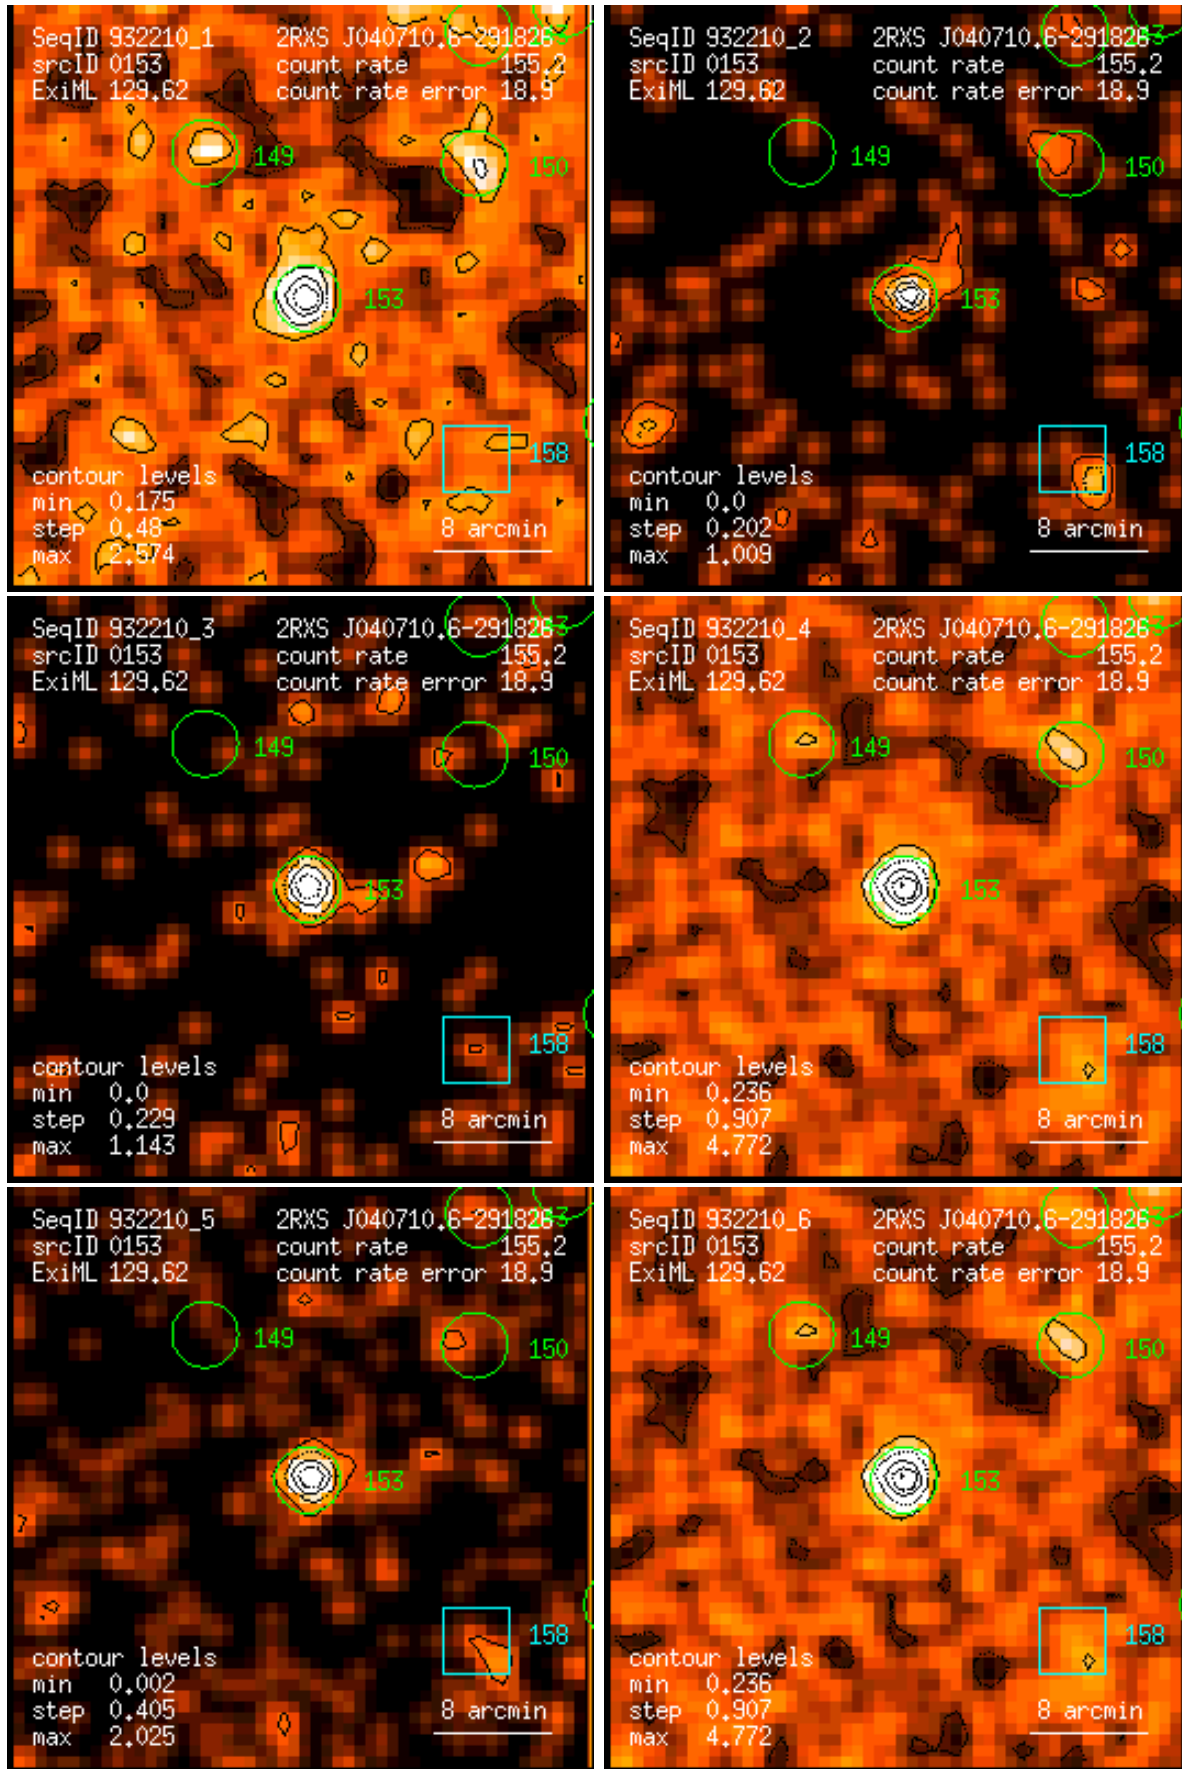 SeqID 932210_1 2RXS J040710.6-291826
srcID 0153 count rate 155.2
ExiML 129.62 count rate error 18.9
149
150
153
158
contour levels
min 0.175
step 0.48 8 arcmin
max 2.574
SeqID 932210_2 2RXS J040710.6-291826
srcID 0153 count rate 155.2
ExiML 129.62 count rate error 18.9
149
150
153
158
contour levels
min 0.0
step 0.202 8 arcmin
max 1.009
SeqID 932210_3 2RXS J040710.6-291826
srcID 0153 count rate 155.2
ExiML 129.62 count rate error 18.9
149
150
153
158
contour levels
min 0.0
step 0.229 8 arcmin
max 1.143
SeqID 932210_4 2RXS J040710.6-291826
srcID 0153 count rate 155.2
ExiML 129.62 count rate error 18.9
149
150
153
158
contour levels
min 0.236
step 0.907 8 arcmin
max 4.772
SeqID 932210_5 2RXS J040710.6-291826
srcID 0153 count rate 155.2
ExiML 129.62 count rate error 18.9
149
150
153
158
contour levels
min 0.002
step 0.405 8 arcmin
max 2.025
SeqID 932210_6 2RXS J040710.6-291826
srcID 0153 count rate 155.2
ExiML 129.62 count rate error 18.9
149
150
153
158
contour levels
min 0.236
step 0.907 8 arcmin
max 4.772